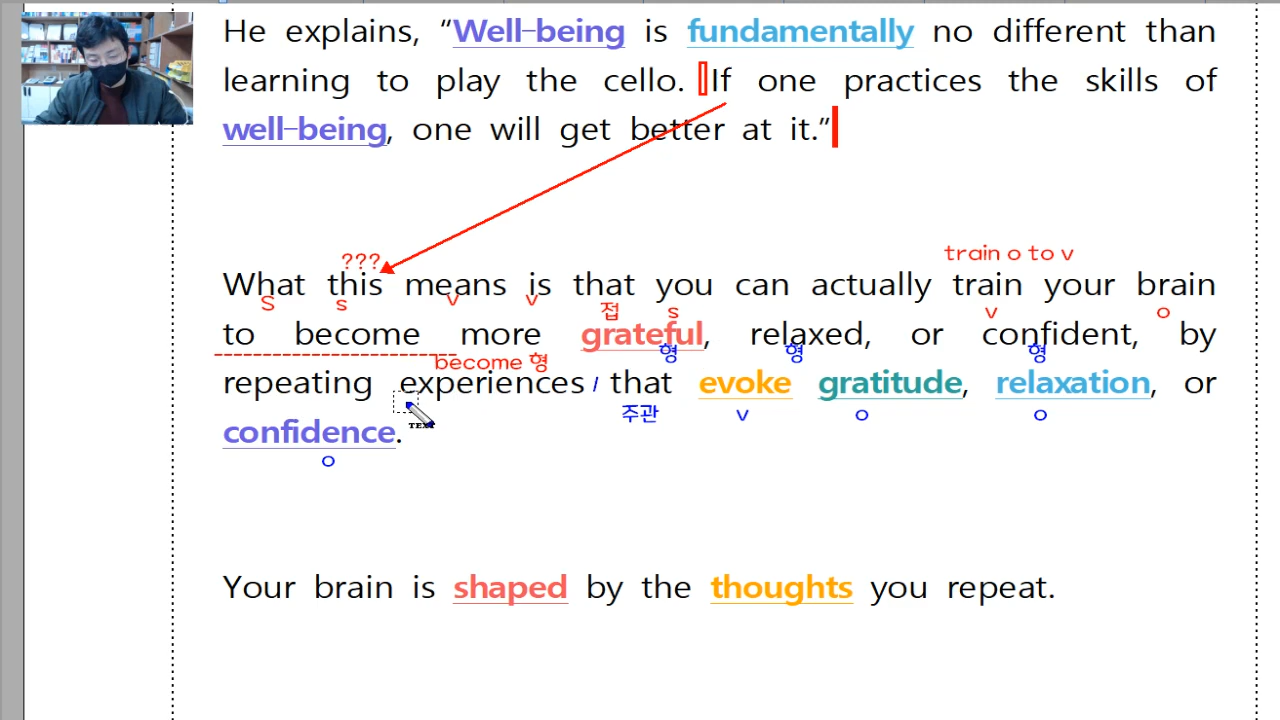 He explains, “Well-being is fundamentally no different than
learning to play the cello. If one practices the skills of
well-being, one will get better at it.”
??? train o to v
What this means is that you can actually train your brain
S s v v 접 s v o
to become more grateful, relaxed, or confident, by
become 형 형 형 형
repeating experiences / that evoke gratitude, relaxation, or
TEXT 주관 v o o
confidence.
o
Your brain is shaped by the thoughts you repeat.